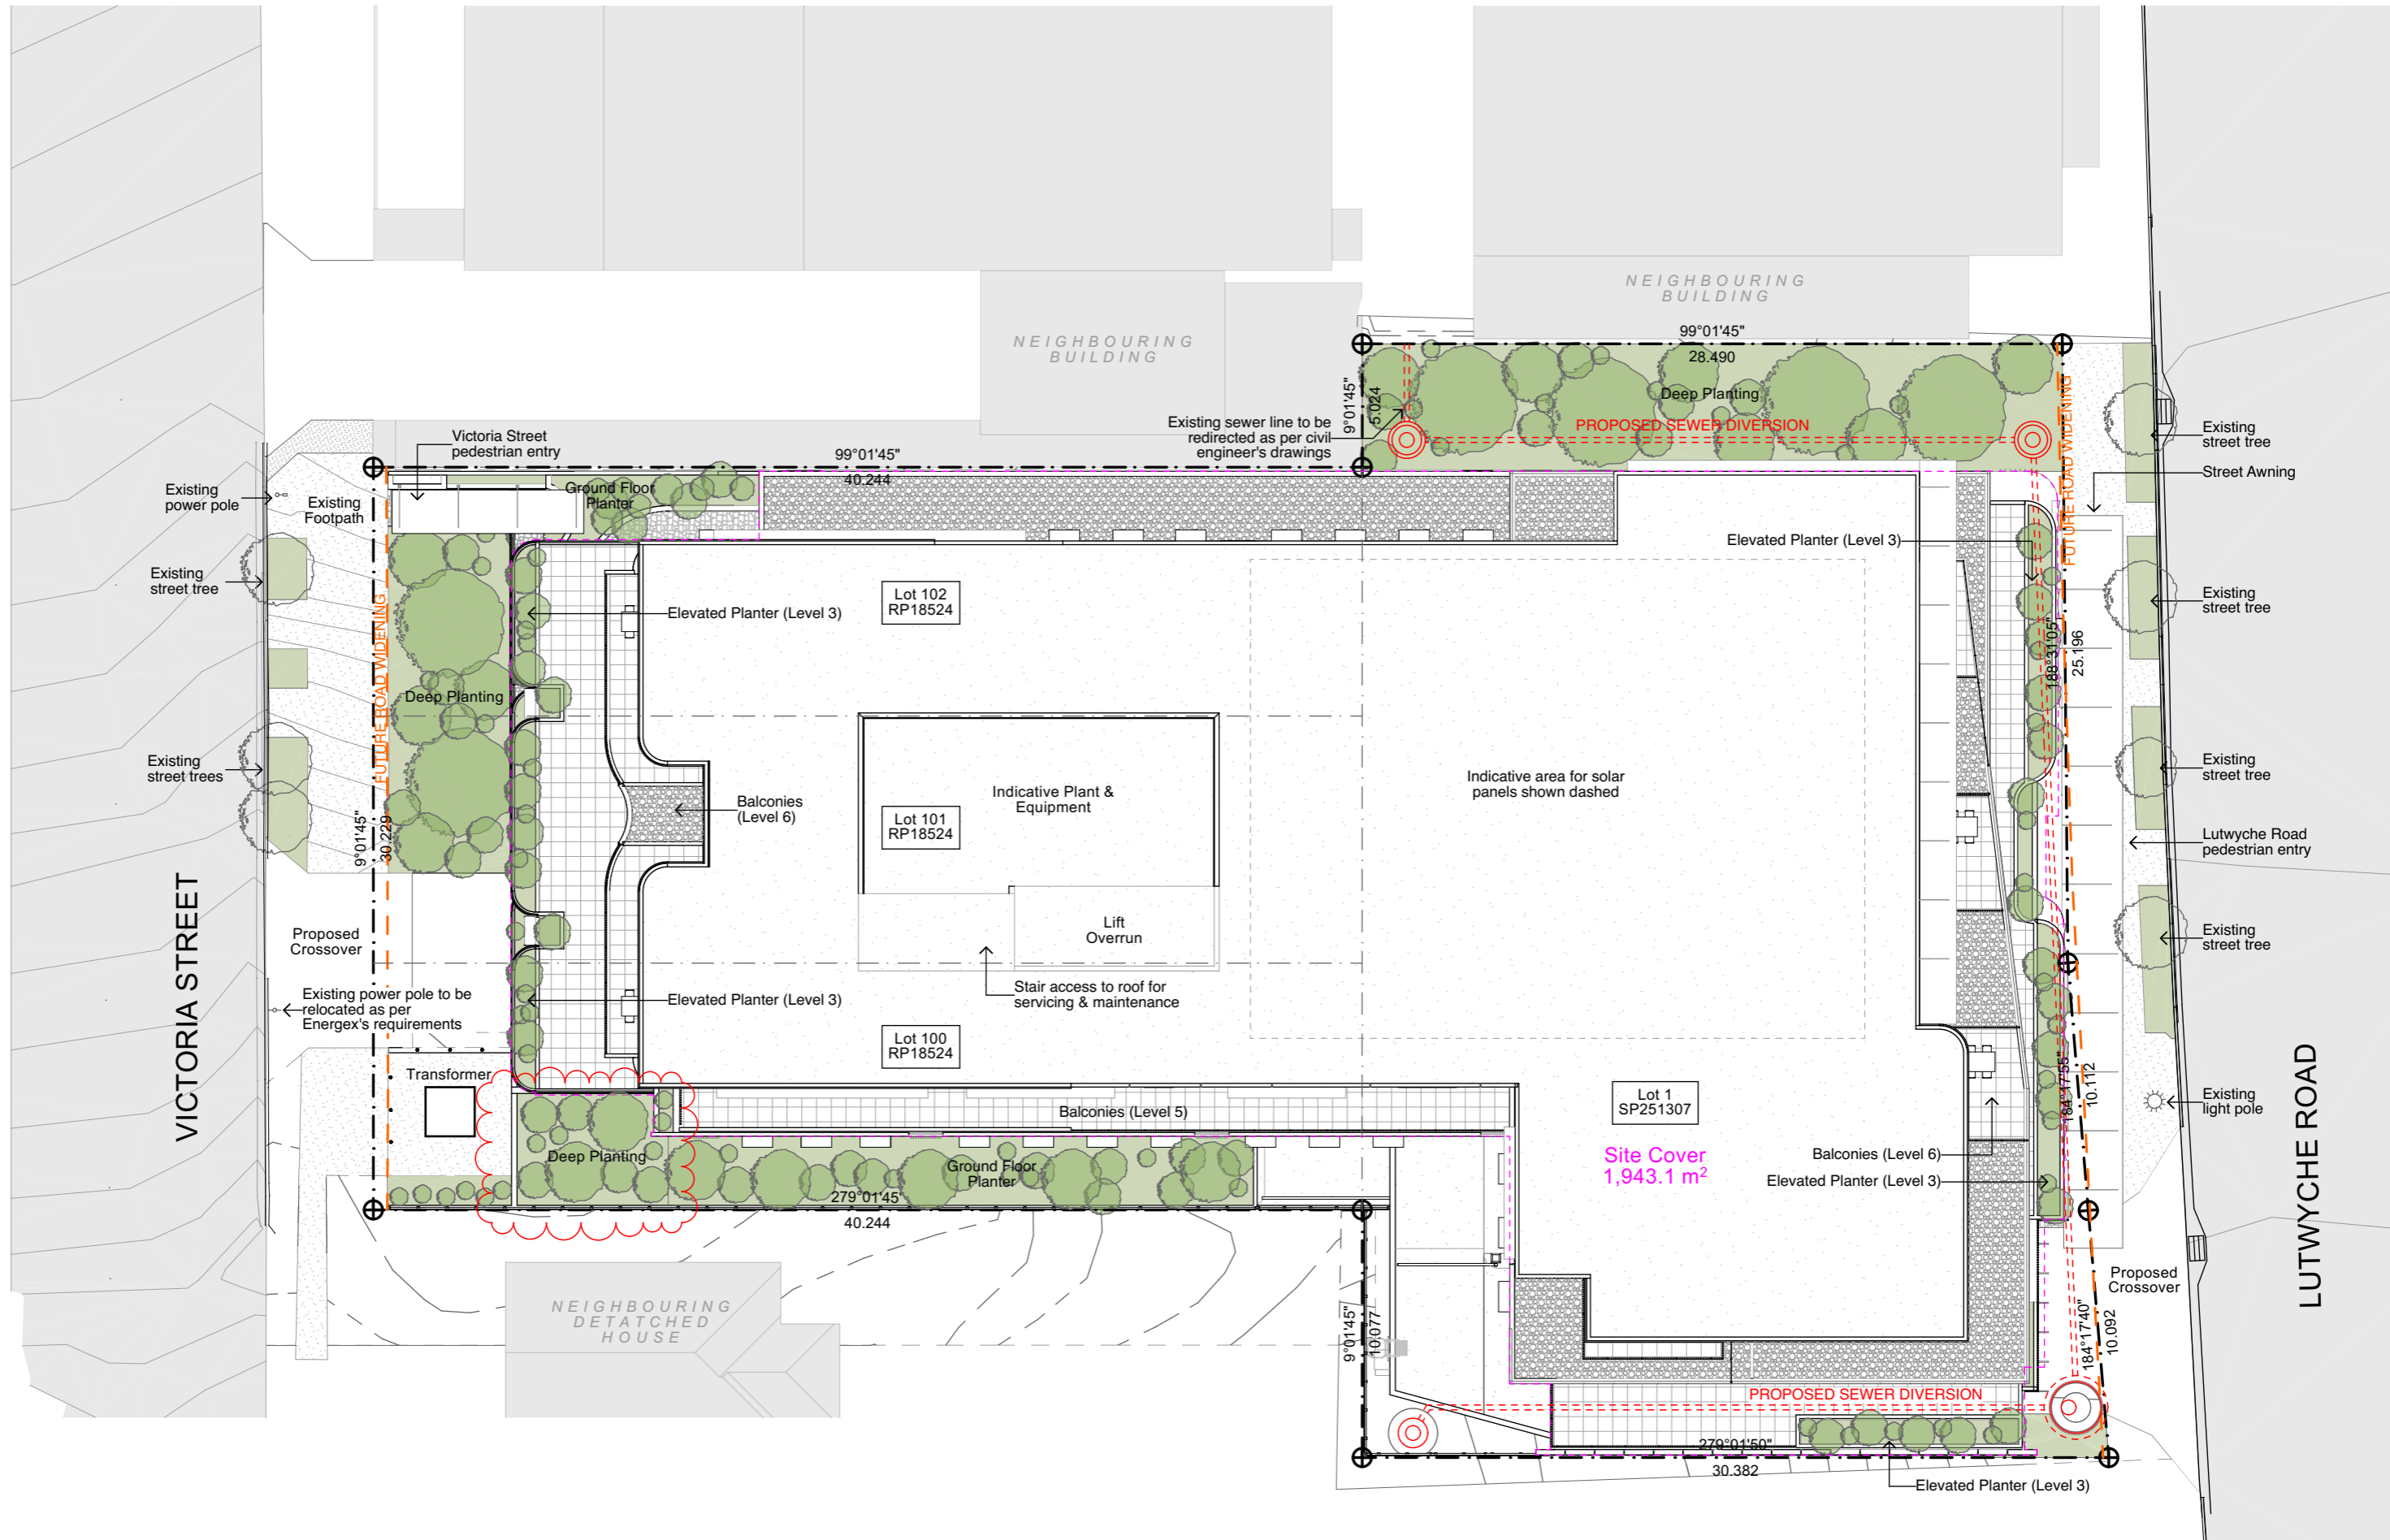 NEIGHBOURING
BUILDING
NEIGHBOURING
BUILDING
99°01'45"
28.490
9°01'45"
5.024
Deep Planting
PROPOSED SEWER DIVERSION
FUTURE ROAD WIDENING
Existing sewer line to be
redirected as per civil
engineer's drawings
Existing
street tree
Street Awning
Victoria Street
pedestrian entry
99°01'45"
40.244
Existing
power pole
Existing
Footpath
Ground Floor
Planter
Elevated Planter (Level 3)
Existing
street tree
Lot 102
RP18524
Elevated Planter (Level 3)
Existing
street tree
FUTURE ROAD WIDENING
188°31'05"
25.196
Deep Planting
Existing
street trees
Existing
street tree
Indicative area for solar
panels shown dashed
Indicative Plant &
Equipment
Balconies
(Level 6)
Lot 101
RP18524
9°01'45"
30.229
Lutwyche Road
pedestrian entry
VICTORIA STREET
Proposed
Crossover
Lift
Overrun
Existing
street tree
Existing power pole to be
relocated as per
Energex's requirements
Elevated Planter (Level 3)
Stair access to roof for
servicing & maintenance
Lot 100
RP18524
Transformer
184°17'55"
10.112
Lot 1
SP251307
Existing
light pole
Balconies (Level 5)
Site Cover
1,943.1 m²
Balconies (Level 6)
Elevated Planter (Level 3)
Deep Planting
Ground Floor
Planter
279°01'45"
40.244
LUTWYCHE ROAD
Proposed
Crossover
NEIGHBOURING
DETATCHED
HOUSE
9°01'45"
10.077
184°17'40"
10.092
PROPOSED SEWER DIVERSION
279°01'50"
30.382
Elevated Planter (Level 3)